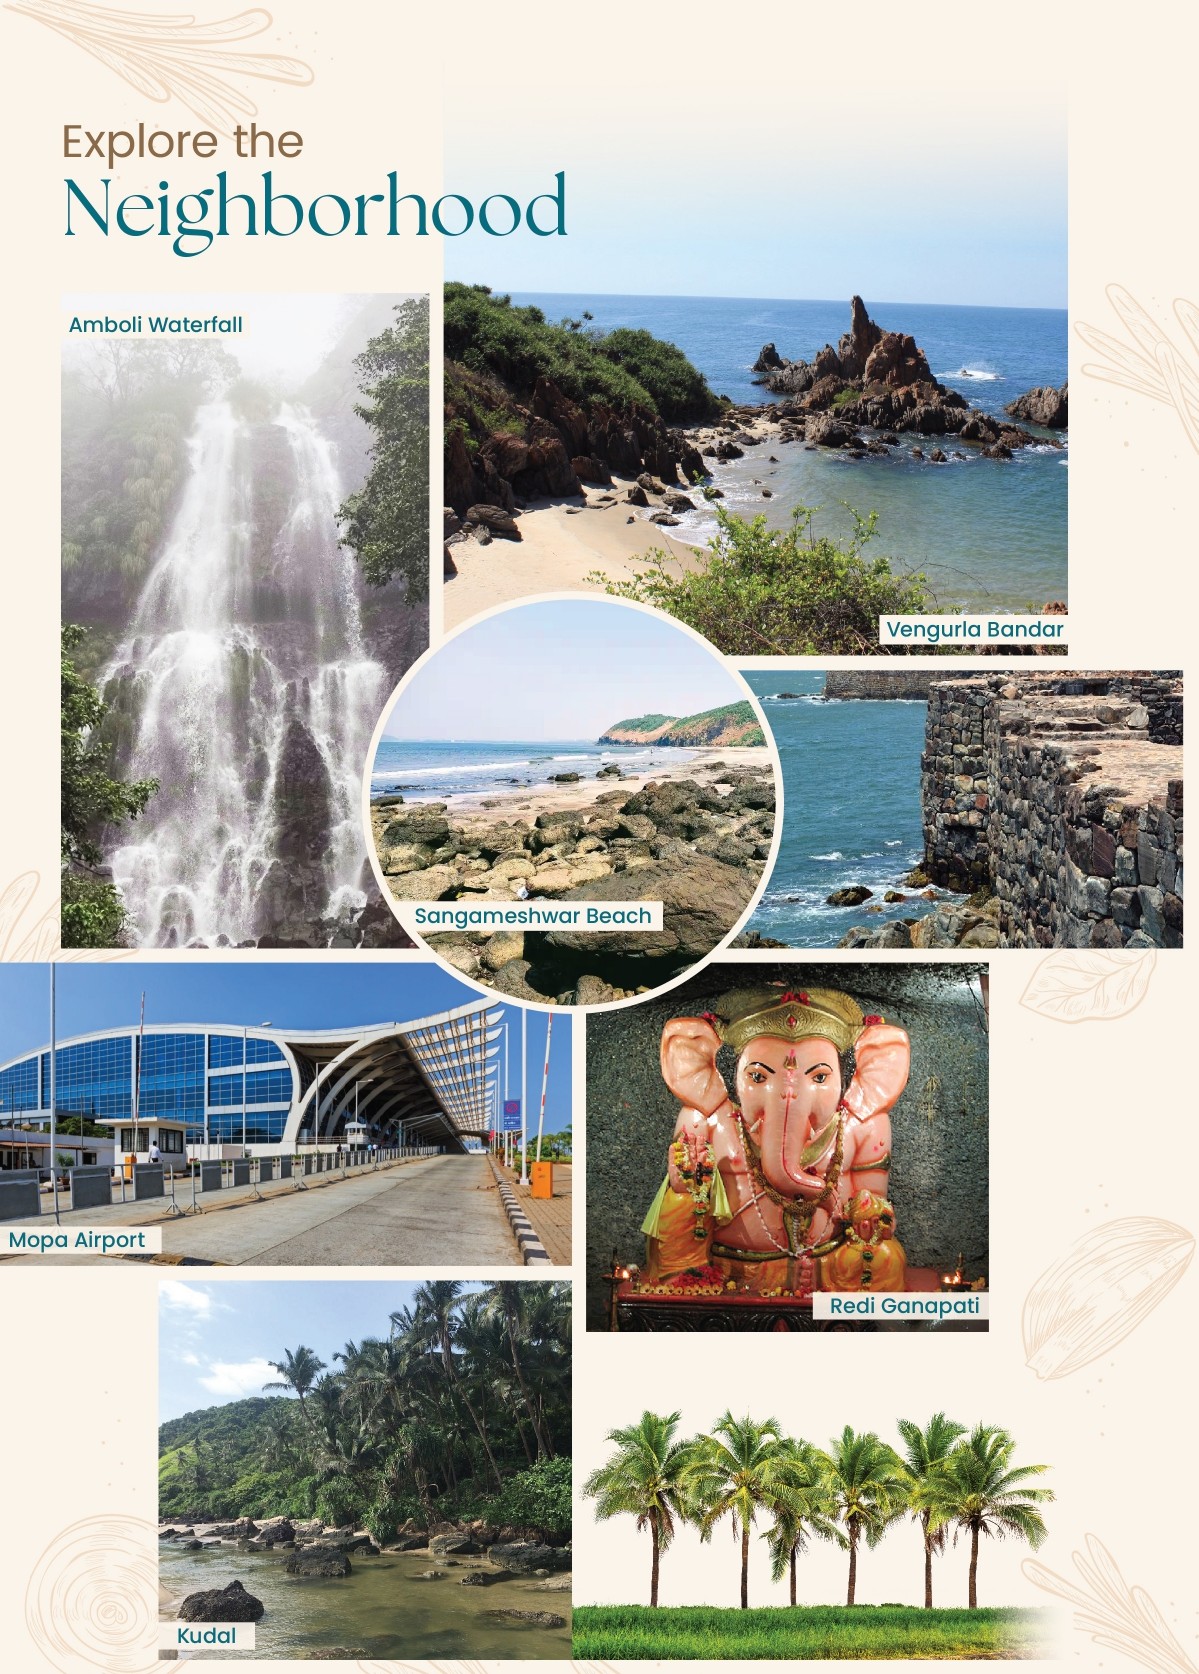 Explore the
Neighborhood
Amboli Waterfall
Vengurla Bandar
Sangameshwar Beach
Mopa Airport
Redi Ganapati
Kudal